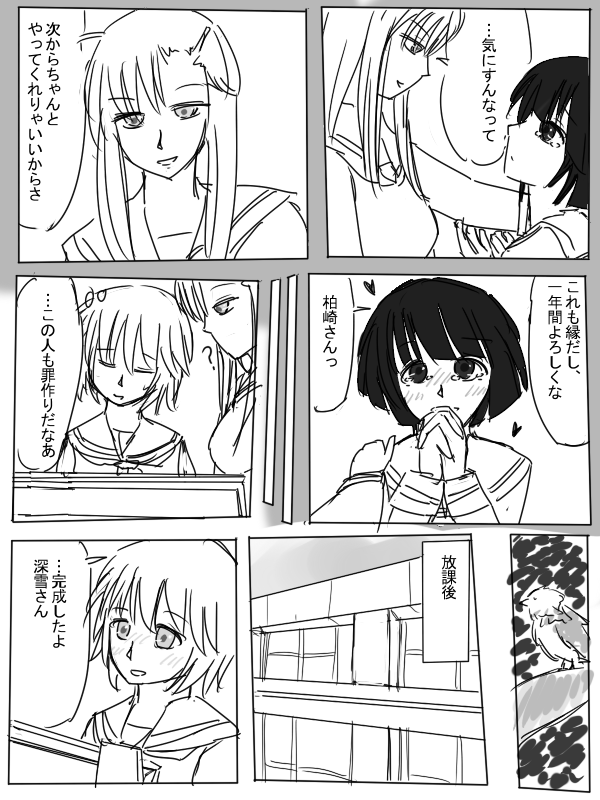 …気にすんなって
次からちゃんと
やってくれりゃいいからさ
これも縁だし、
一年間よろしくな
柏崎さんっ
？
…この人も罪作りだなあ
放課後
…完成したよ
深雪さん